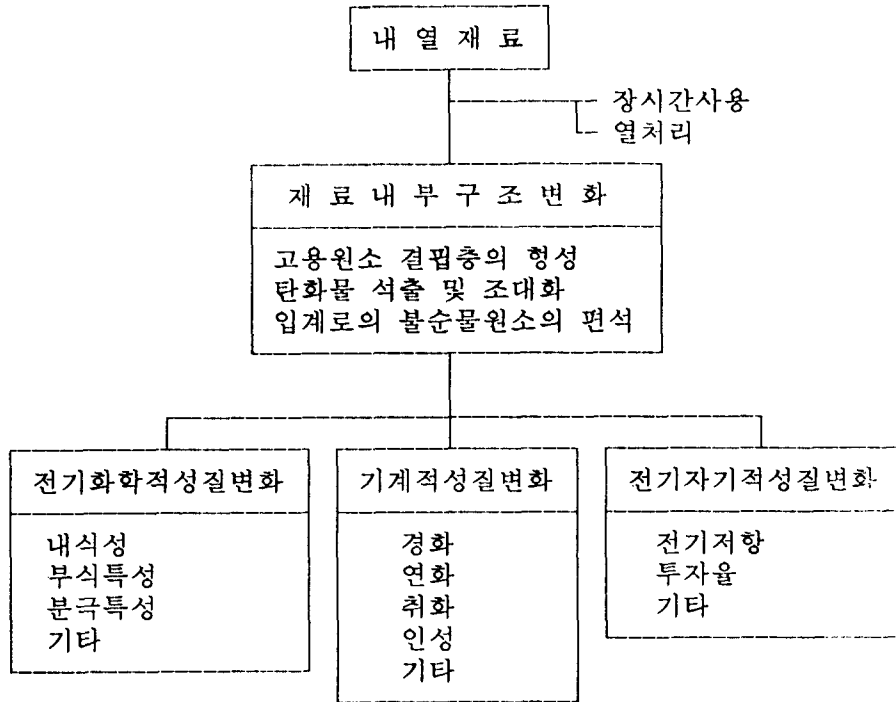 내 열 재 료
장시간사용
열처리
재 료 내 부 구 조 변 화
고용원소 결핍층의 형성
탄화물 석출 및 조대화
입계로의 불순물원소의 편석
전기화학적성질변화
내식성
부식특성
분극특성
기타
기계적성질변화
경화
연화
취화
인성
기타
전기자기적성질변화
전기저항
투자율
기타